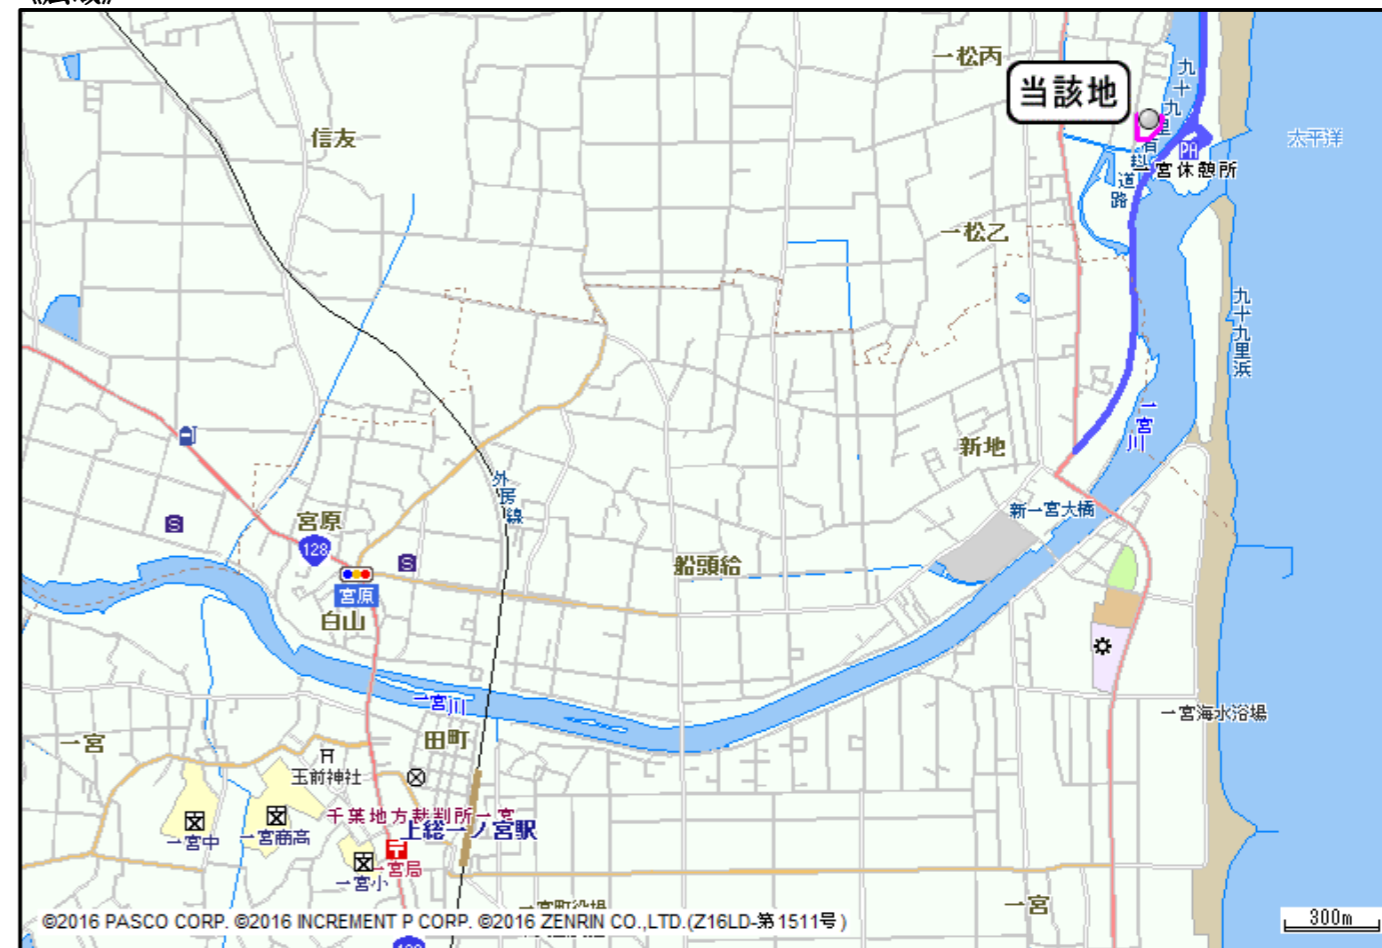 一松丙
当該地
九十九里有料道路
信友
太平洋
PA
一宮休憩所
一松乙
九十九里浜
一宮川
新地
外房線
新一宮大橋
宮原
128
船頭給
宮原
白山
一宮川
一宮海水浴場
一宮
田町
玉前神社
千葉地方裁判所一宮
上総一ノ宮駅
一宮中
一宮商高
一宮局
一宮小
一宮町役場
一宮
©2016 PASCO CORP. ©2016 INCREMENT P CORP. ©2016 ZENRIN CO.,LTD.(Z16LD-第1511号)
300m